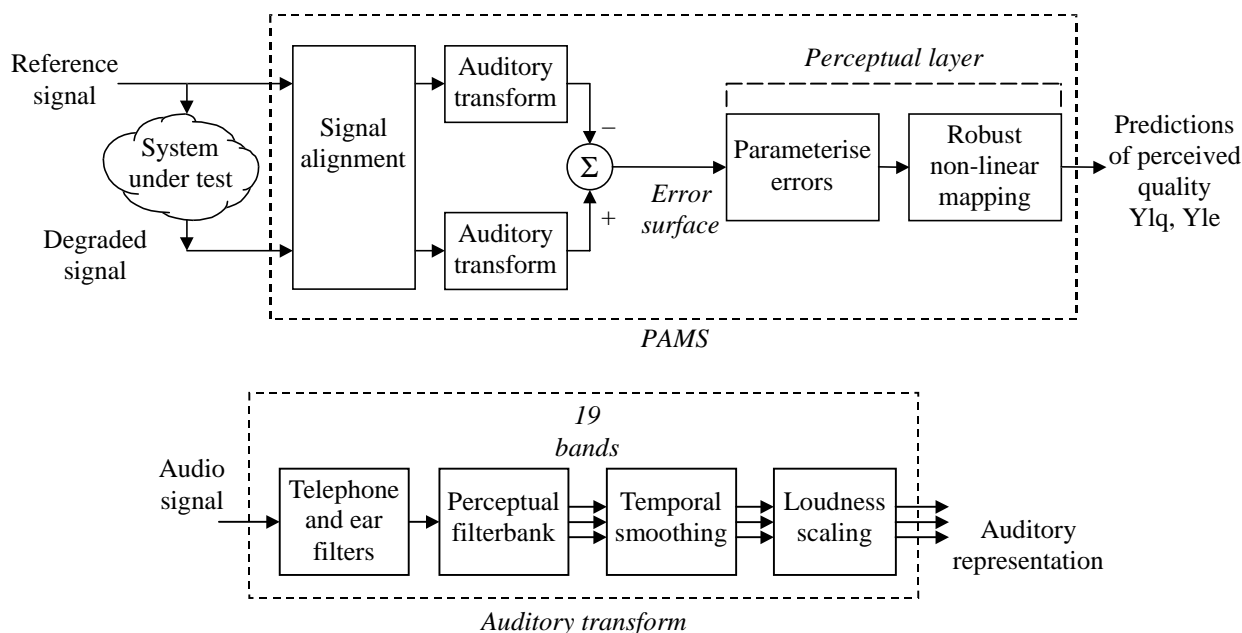 Reference
signal
System
under test
Degraded
signal
Signal
alignment
Auditory
transform
Auditory
transform
−
Σ
+
Error
surface
Perceptual layer
Parameterise
errors
Robust
non-linear
mapping
Predictions
of perceived
quality
Ylq, Yle
PAMS
19
bands
Audio
signal
Telephone
and ear
filters
Perceptual
filterbank
Temporal
smoothing
Loudness
scaling
Auditory
representation
Auditory transform